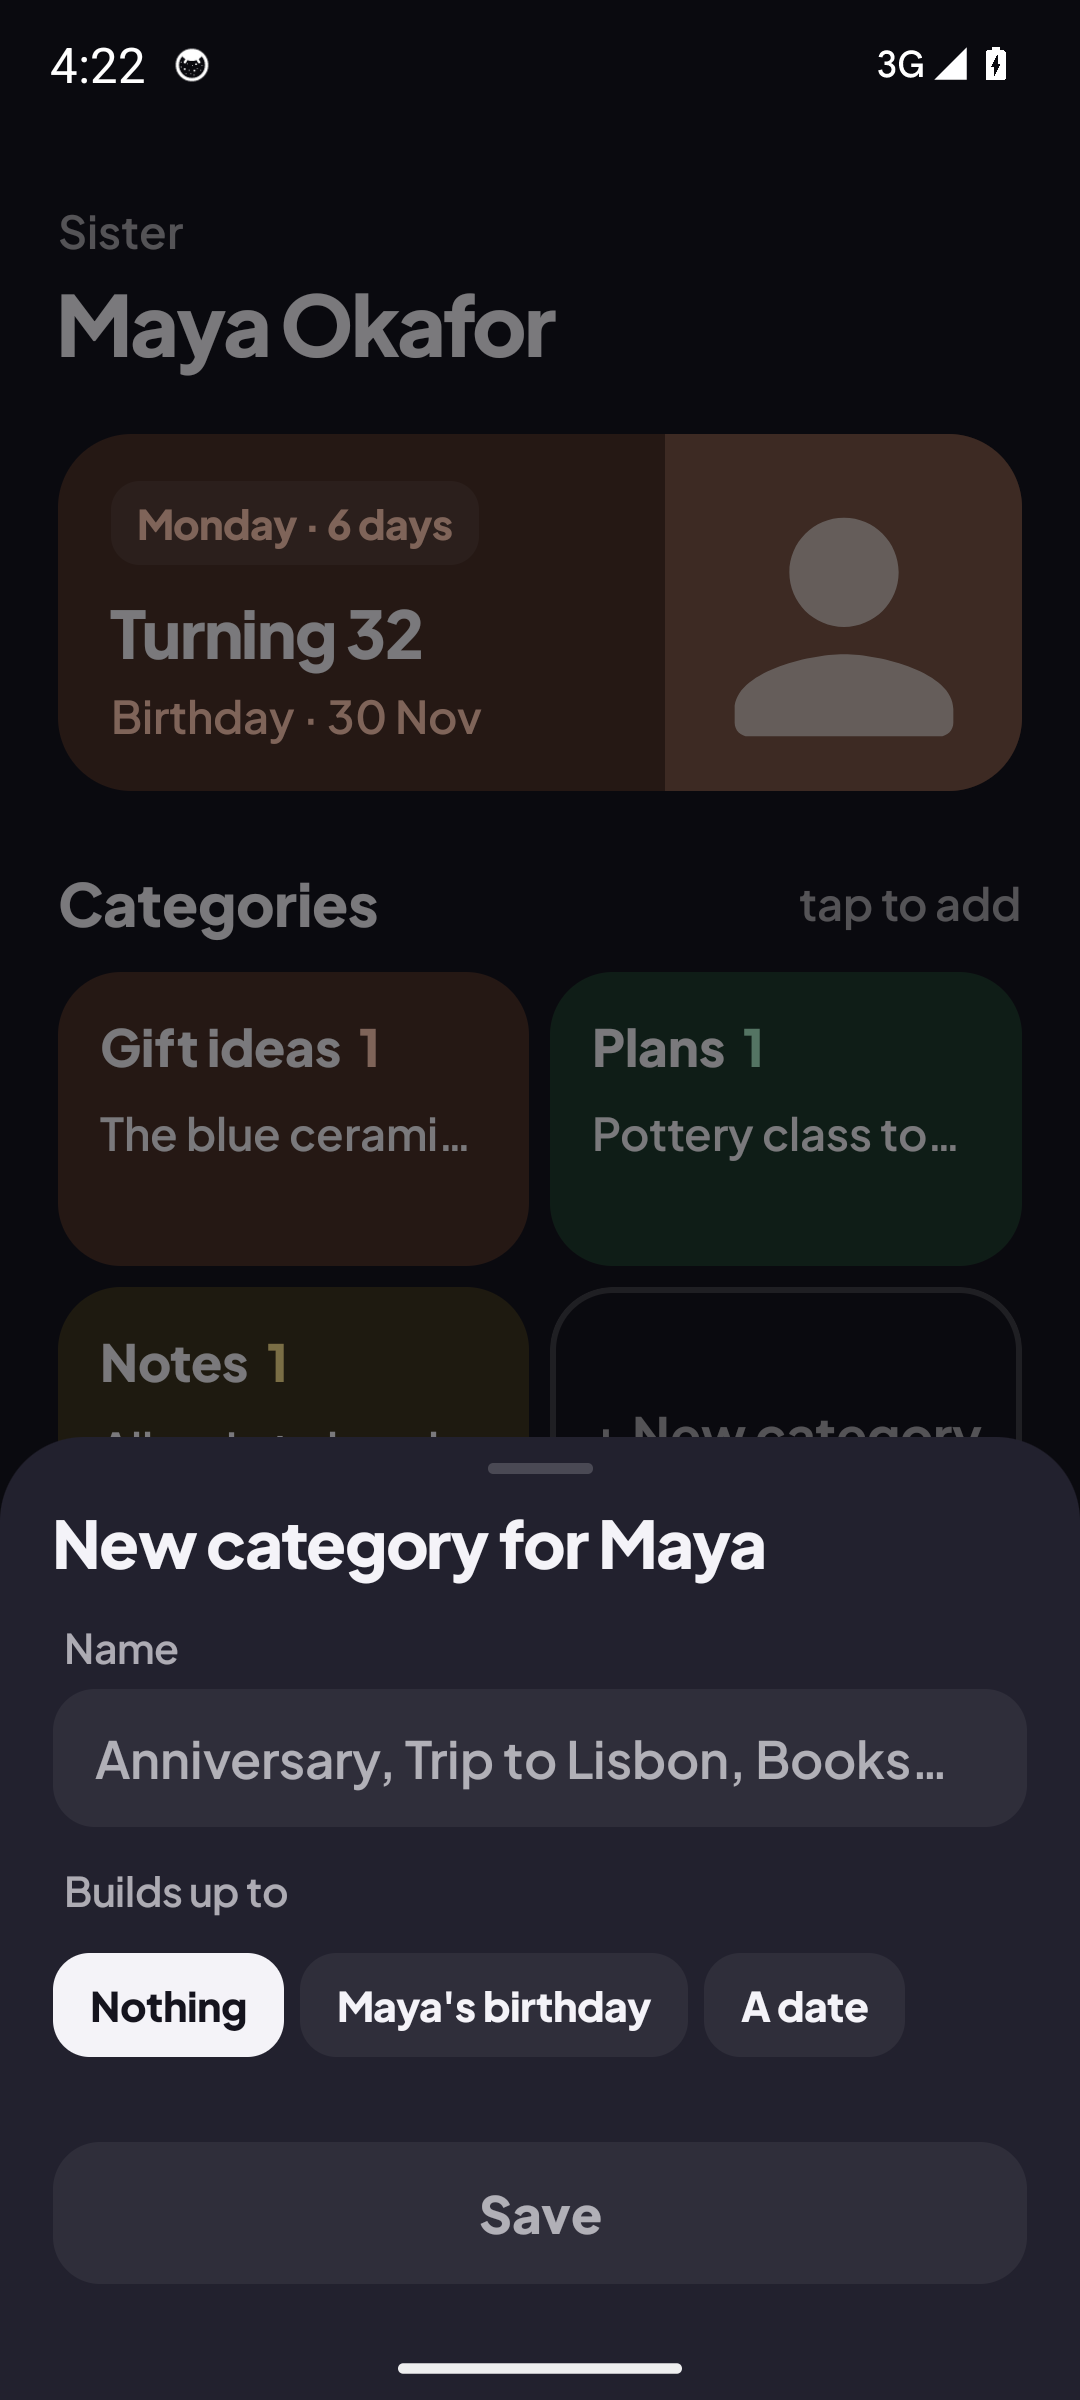 4:22
3G
Sister
Maya Okafor
Monday · 6 days
Turning 32
Birthday · 30 Nov
Categories
tap to add
Gift ideas 1
The blue cerami…
Plans 1
Pottery class to…
Notes 1
+ New category
New category for Maya
Name
Anniversary, Trip to Lisbon, Books…
Builds up to
Nothing
Maya's birthday
A date
Save